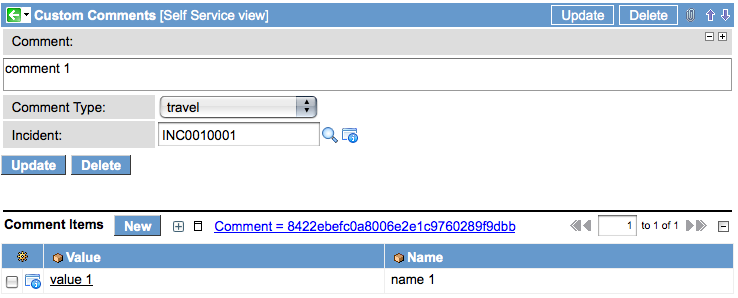 Custom Comments [Self Service view] Update Delete
Comment:
comment 1
Comment Type: travel
Incident: INC0010001
Update Delete
Comment Items New Comment = 8422ebefc0a8006e2e1c9760289f9dbb 1 to 1 of 1
Value Name
value 1 name 1